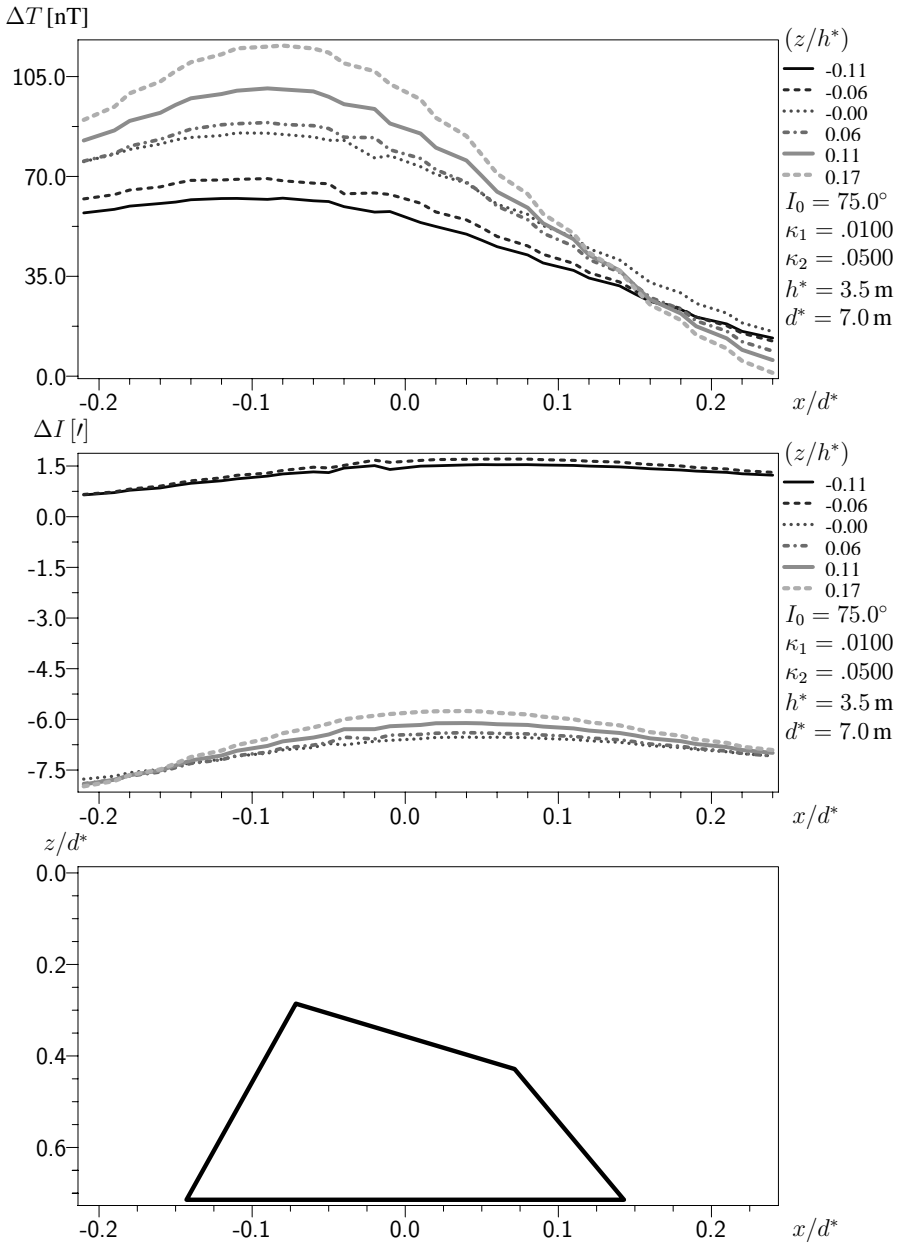 ΔT [nT]
105.0
70.0
35.0
0.0
-0.2 -0.1 0.0 0.1 0.2 x/d*
(z/h*)
-0.11
-0.06
-0.00
0.06
0.11
0.17
I₀ = 75.0°
κ₁ = .0100
κ₂ = .0500
h* = 3.5 m
d* = 7.0 m
ΔI [′]
1.5
0.0
-1.5
-3.0
-4.5
-6.0
-7.5
-0.2 -0.1 0.0 0.1 0.2 x/d*
(z/h*)
-0.11
-0.06
-0.00
0.06
0.11
0.17
I₀ = 75.0°
κ₁ = .0100
κ₂ = .0500
h* = 3.5 m
d* = 7.0 m
z/d*
0.0
0.2
0.4
0.6
-0.2 -0.1 0.0 0.1 0.2 x/d*